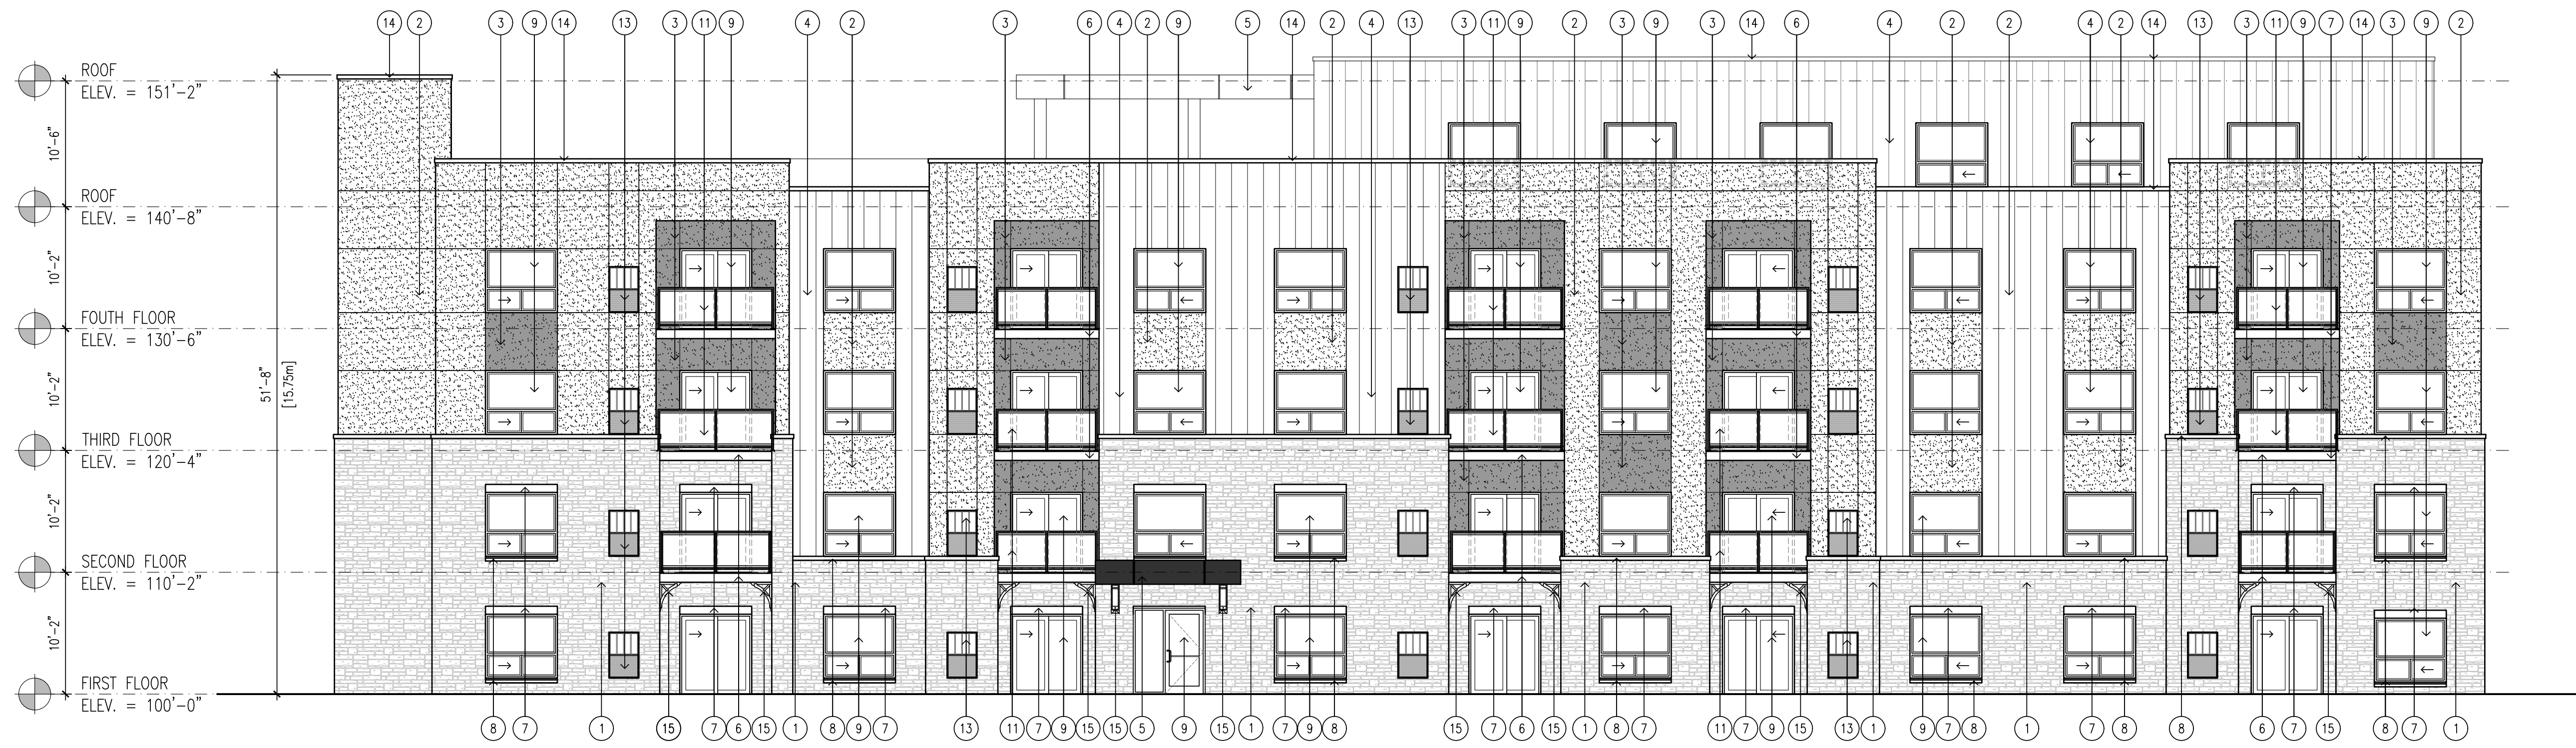 14 2 3 9 14 13 3 11 9 4 2 3 6 4 2 9 5 14 2 4 13 3 11 9 2 3 9 3 14 6 4 2 2 4 2 14 13 3 11 9 7 14 3 9 2
ROOF
ELEV. = 151'-2"
10'-6"
ROOF
ELEV. = 140'-8"
10'-2"
FOUTH FLOOR
ELEV. = 130'-6"
51'-8"
[15.75m]
10'-2"
THIRD FLOOR
ELEV. = 120'-4"
10'-2"
SECOND FLOOR
ELEV. = 110'-2"
10'-2"
FIRST FLOOR
ELEV. = 100'-0"
8 7 1 15 7 6 15 1 8 9 7 13 11 7 9 15 15 5 9 15 1 7 9 8 15 7 6 15 1 8 7 11 7 9 15 13 1 9 7 8 1 7 8 8 6 7 15 8 7 1